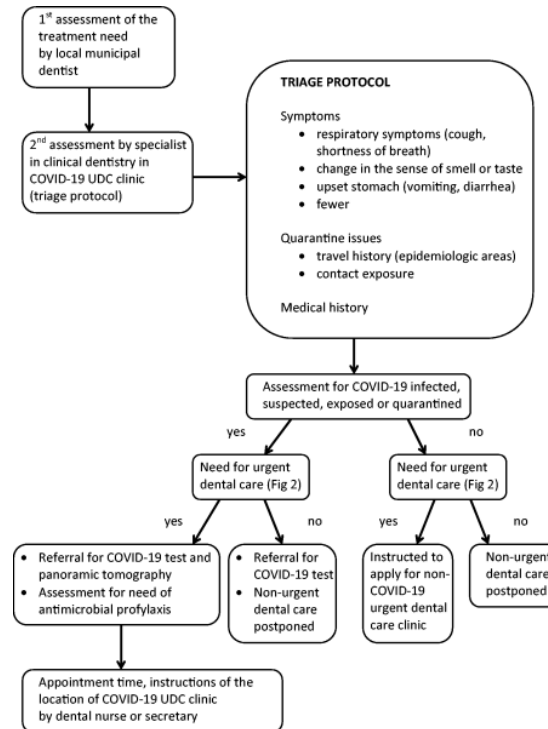 1st assessment of the
treatment need
by local municipal
dentist
2nd assessment by specialist
in clinical dentistry in
COVID-19 UDC clinic
(triage protocol)
TRIAGE PROTOCOL
Symptoms
• respiratory symptoms (cough,
shortness of breath)
• change in the sense of smell or taste
• upset stomach (vomiting, diarrhea)
• fewer
Quarantine issues
• travel history (epidemiologic areas)
• contact exposure
Medical history
Assessment for COVID-19 infected,
suspected, exposed or quarantined
yes
no
Need for urgent
dental care (Fig 2)
Need for urgent
dental care (Fig 2)
yes
no
yes
no
• Referral for COVID-19 test and
panoramic tomography
• Assessment for need of
antimicrobial profylaxis
• Referral for
COVID-19 test
• Non-urgent
dental care
postponed
Instructed to
apply for non-
COVID-19
urgent dental
care clinic
Non-urgent
dental care
postponed
Appointment time, instructions of the
location of COVID-19 UDC clinic
by dental nurse or secretary